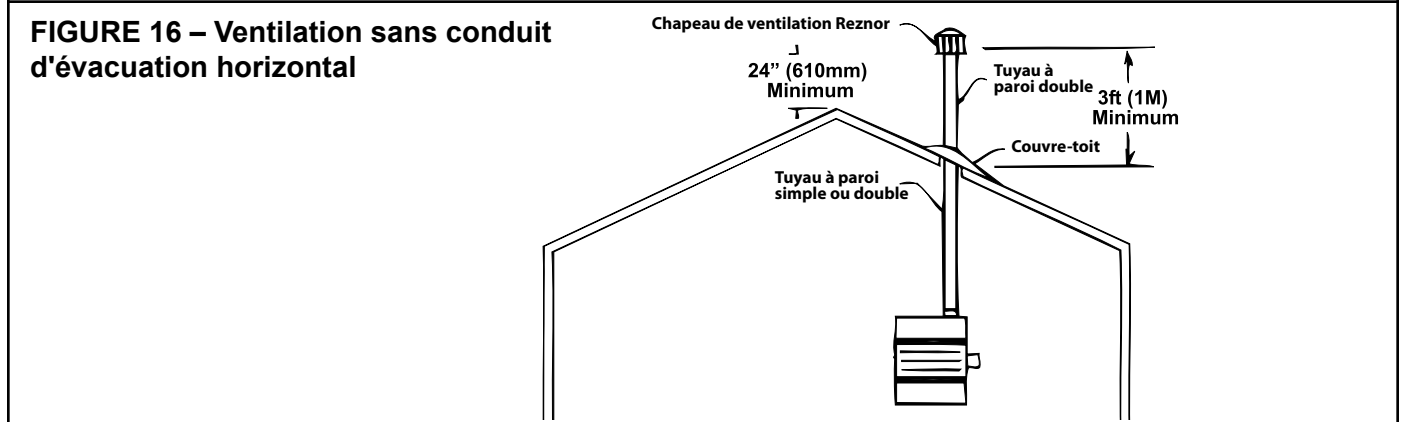 FIGURE 16 – Ventilation sans conduit
d'évacuation horizontal
Chapeau de ventilation Reznor
24” (610mm)
Minimum
Tuyau à
paroi double
3ft (1M)
Minimum
Couvre-toit
Tuyau à paroi
simple ou double